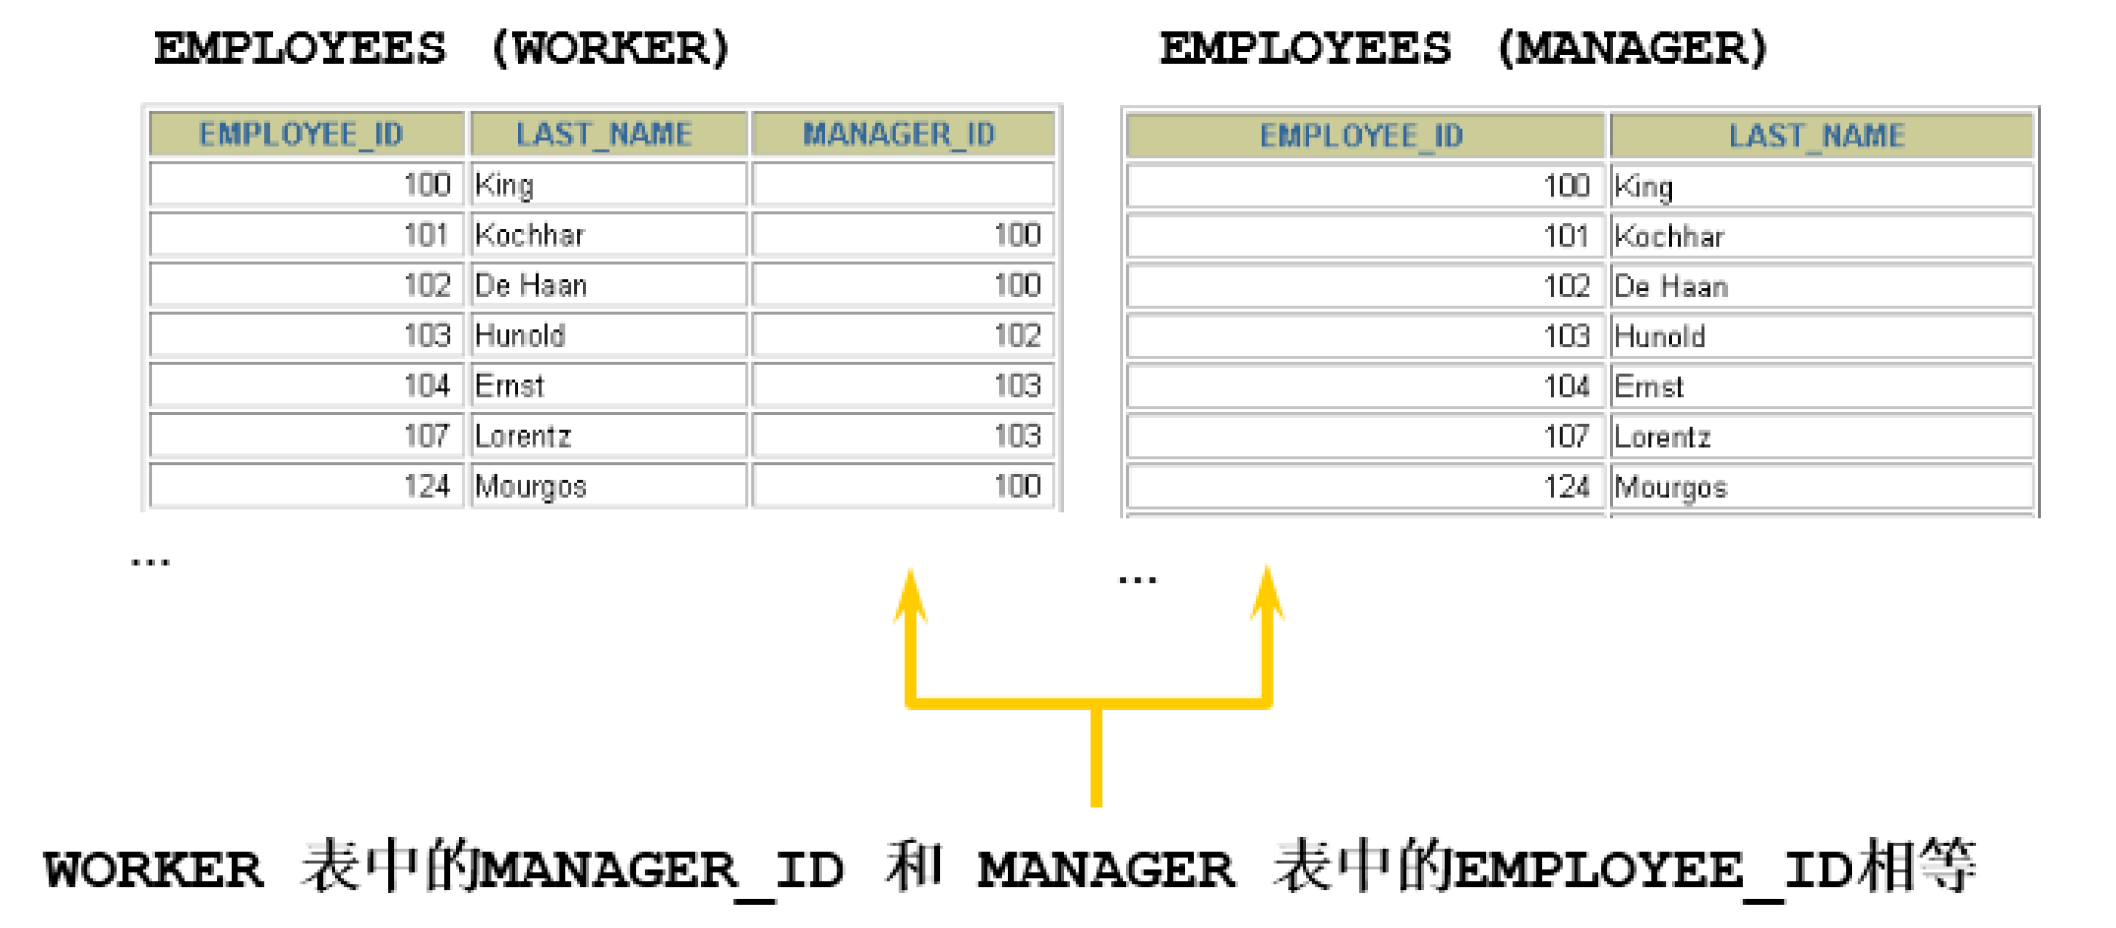 EMPLOYEES (WORKER)
EMPLOYEES (MANAGER)
EMPLOYEE_ID LAST_NAME MANAGER_ID
100 King
101 Kochhar 100
102 De Haan 100
103 Hunold 102
104 Ernst 103
107 Lorentz 103
124 Mourgos 100
...
EMPLOYEE_ID LAST_NAME
100 King
101 Kochhar
102 De Haan
103 Hunold
104 Ernst
107 Lorentz
124 Mourgos
...
WORKER 表中的MANAGER_ID 和 MANAGER 表中的EMPLOYEE_ID相等